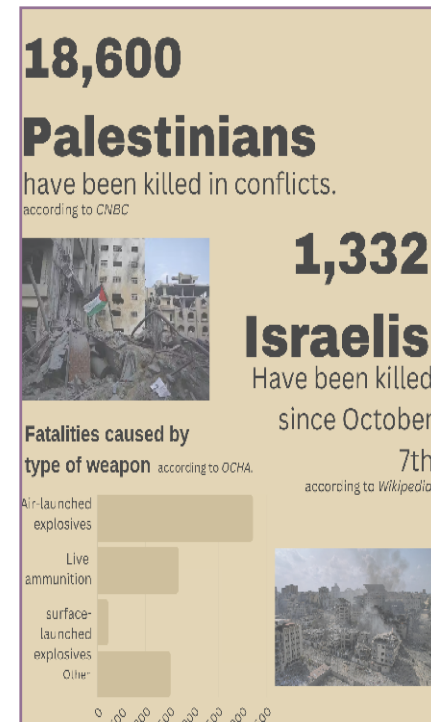 18,600
Palestinians
have been killed in conflicts.
according to CNBC
1,332
Israelis
Have been killed
since October
7th
according to Wikipedia
Fatalities caused by
type of weapon according to OCHA.
Air-launched
explosives
Live
ammunition
surface-
launched
explosives
Other
0